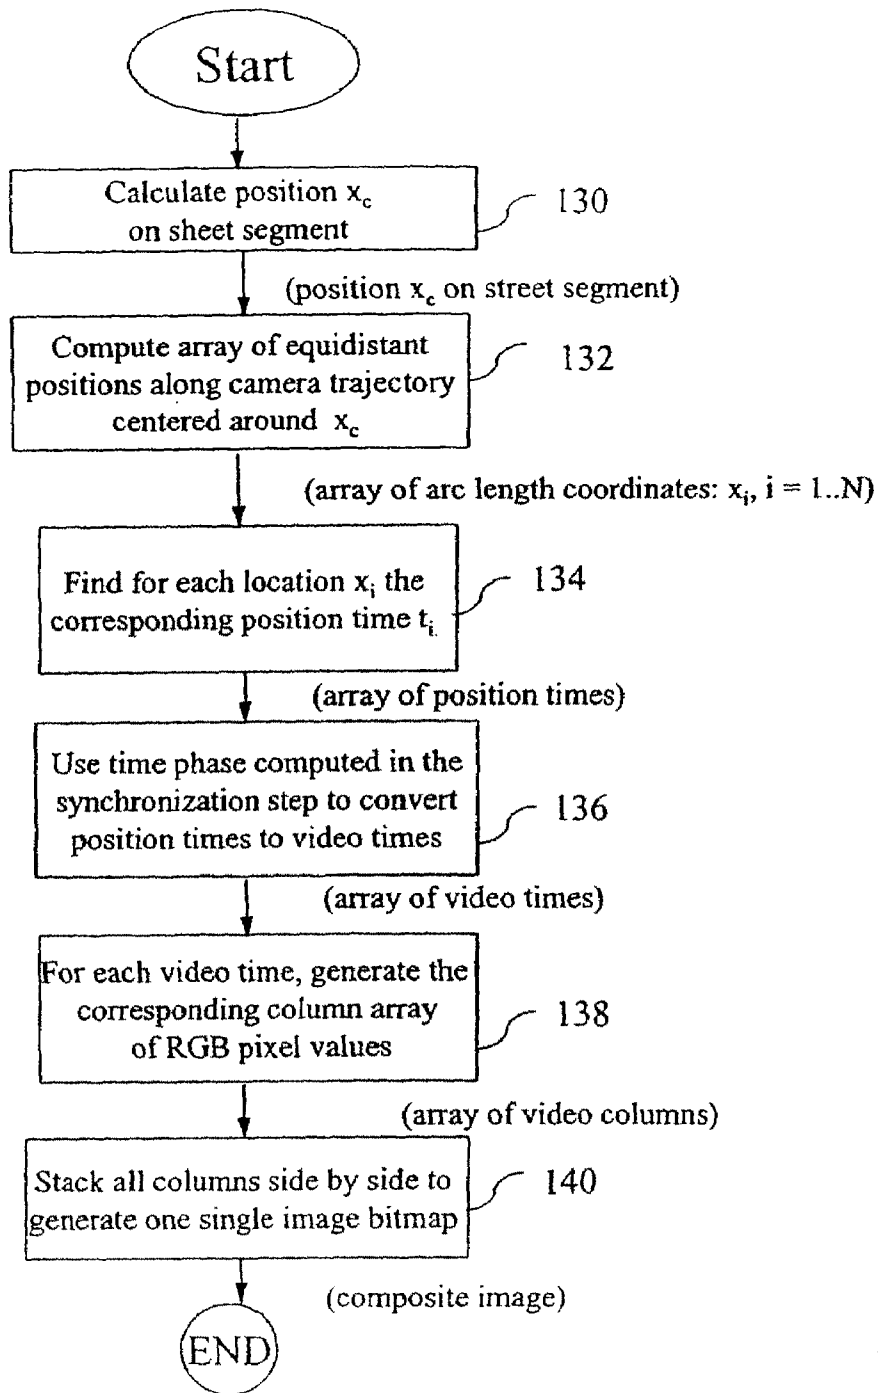 Start
Calculate position x_c
on sheet segment
130
(position x_c on street segment)
Compute array of equidistant
positions along camera trajectory
centered around x_c
132
(array of arc length coordinates: x_i, i = 1..N)
Find for each location x_i the
corresponding position time t_i.
134
(array of position times)
Use time phase computed in the
synchronization step to convert
position times to video times
136
(array of video times)
For each video time, generate the
corresponding column array
of RGB pixel values
138
(array of video columns)
Stack all columns side by side to
generate one single image bitmap
140
(composite image)
END